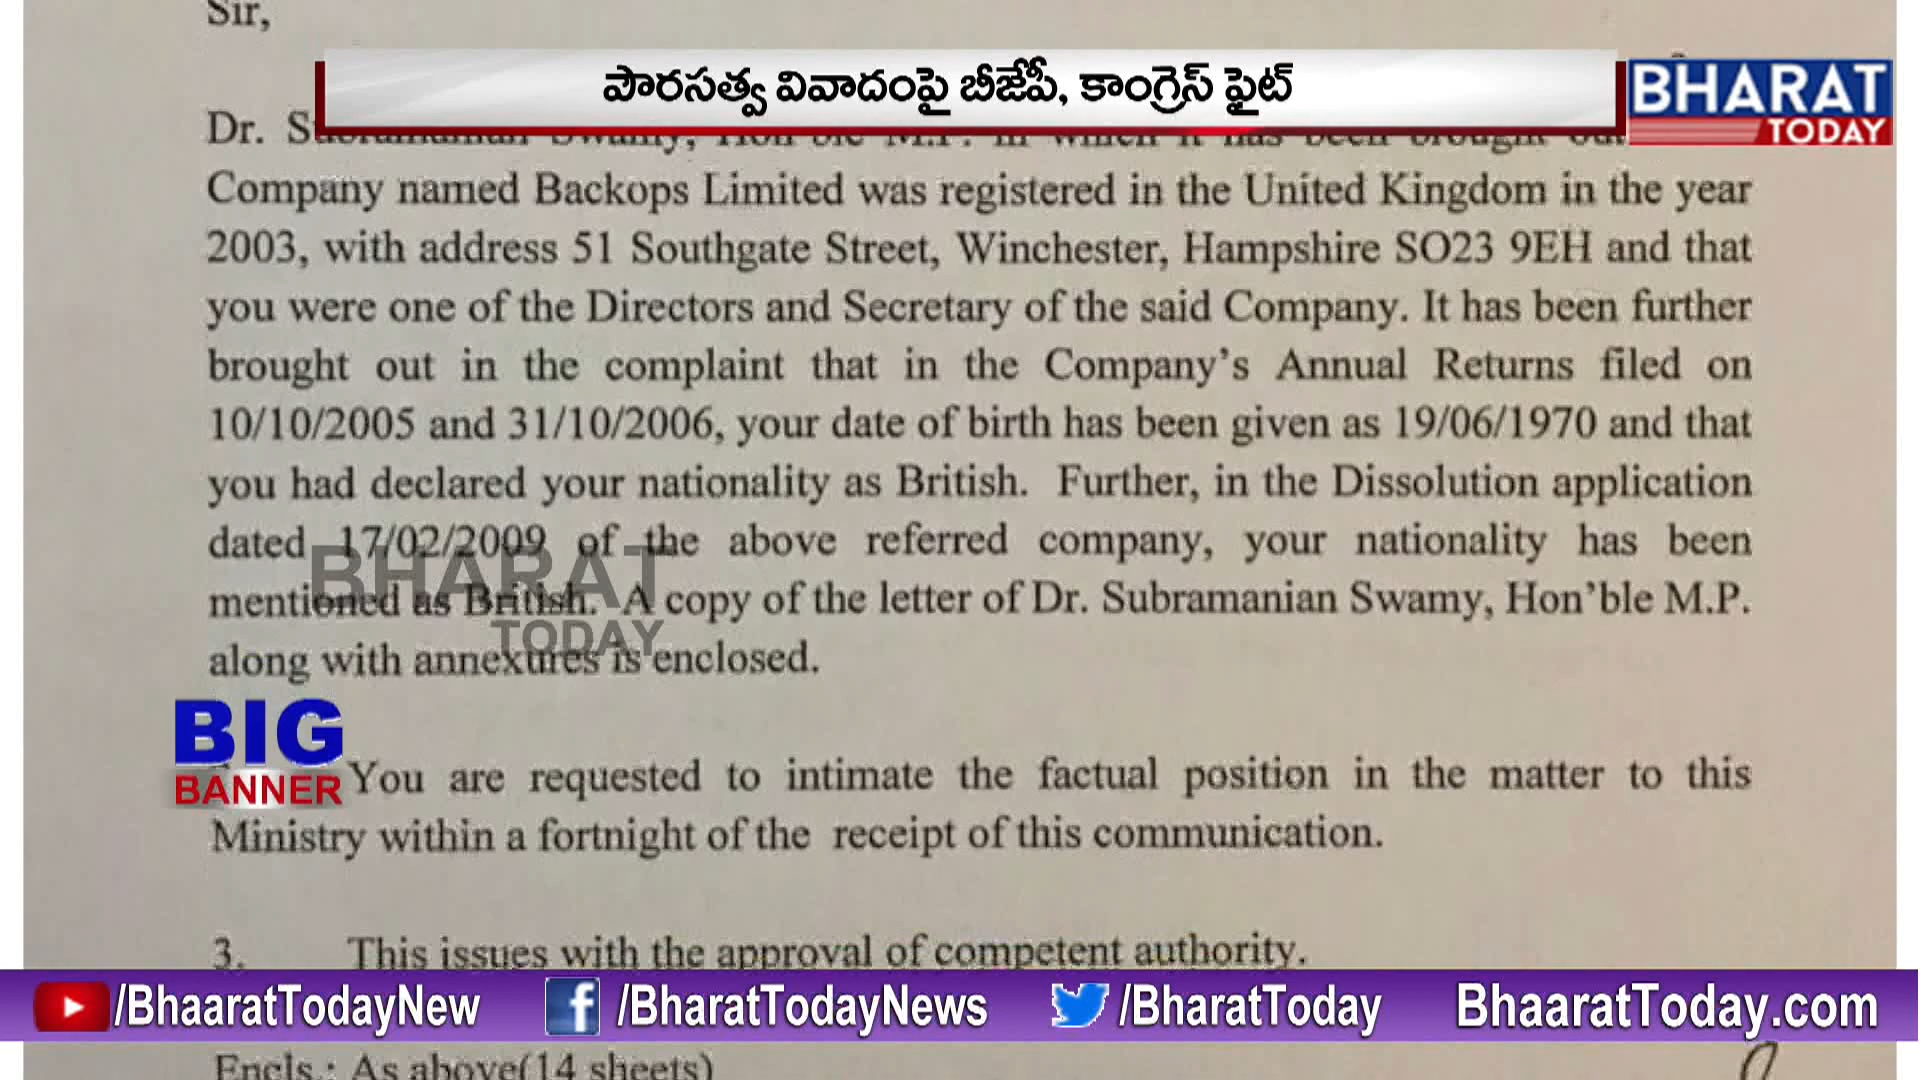 Sir,
పౌరసత్వ వివాదంపై బీజేపీ, కాంగ్రెస్ ఫైట్
BHARAT
TODAY
Dr. Subramanian Swamy, Hon'ble M.P. in which it has been brought out
Company named Backops Limited was registered in the United Kingdom in the year
2003, with address 51 Southgate Street, Winchester, Hampshire SO23 9EH and that
you were one of the Directors and Secretary of the said Company. It has been further
brought out in the complaint that in the Company's Annual Returns filed on
10/10/2005 and 31/10/2006, your date of birth has been given as 19/06/1970 and that
you had declared your nationality as British. Further, in the Dissolution application
dated 17/02/2009 of the above referred company, your nationality has been
mentioned as British. A copy of the letter of Dr. Subramanian Swamy, Hon'ble M.P.
along with annexures is enclosed.
BHARAT
TODAY
BIG
BANNER
You are requested to intimate the factual position in the matter to this
Ministry within a fortnight of the receipt of this communication.
3. This issues with the approval of competent authority.
/BhaaratTodayNew /BharatTodayNews /BharatToday BhaaratToday.com
Encls.: As above(14 sheets)